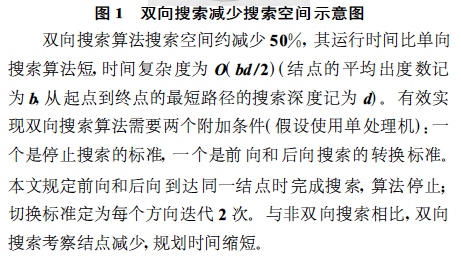 图 1 双向搜索减少搜索空间示意图
双向搜索算法搜索空间约减少 50%, 其运行时间比单向
搜索算法短, 时间复杂度为 O(bd/2) (结点的平均出度数记
为 b, 从起点到终点的最短路径的搜索深度记为 d)。有效实
现双向搜索算法需要两个附加条件(假设使用单处理机):一
个是停止搜索的标准, 一个是前向和后向搜索的转换标准。
本文规定前向和后向到达同一结点时完成搜索, 算法停止;
切换标准定为每个方向迭代 2 次。与非双向搜索相比, 双向
搜索考察结点减少, 规划时间缩短。